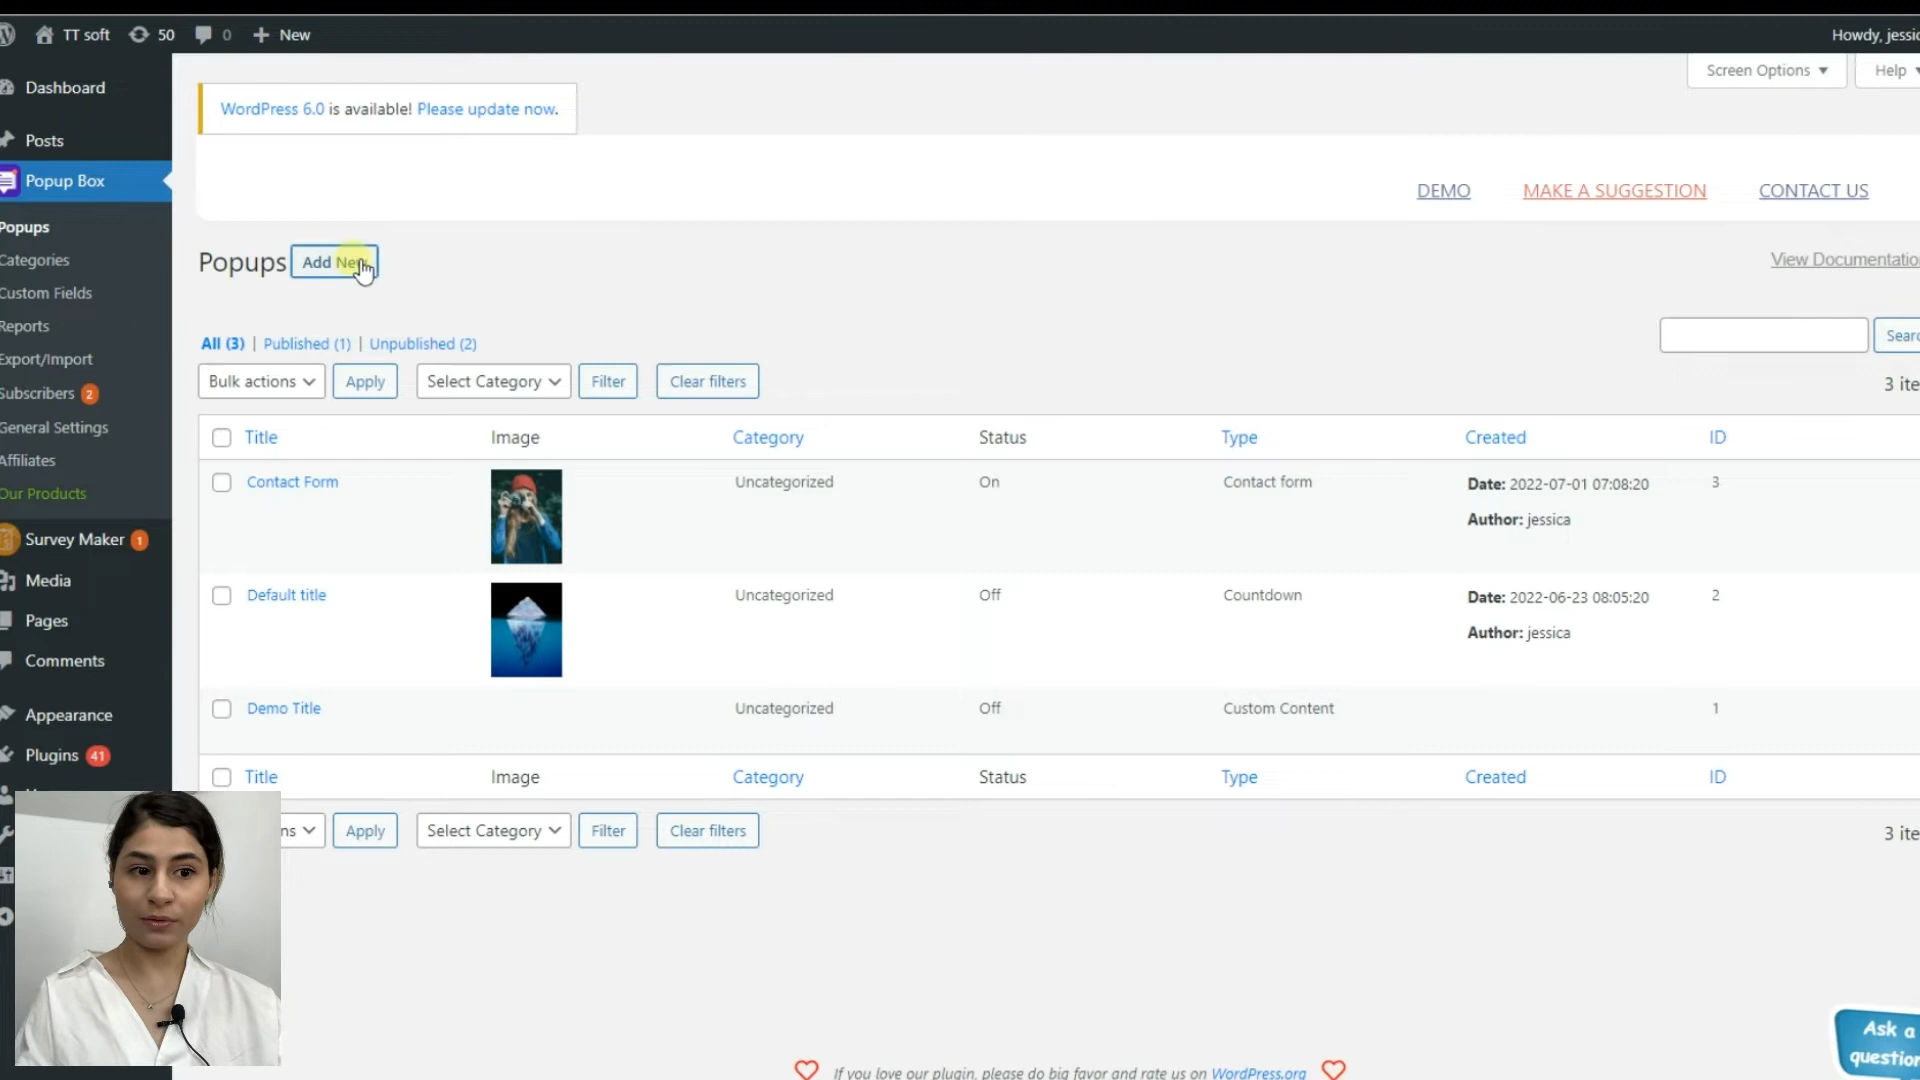 TT soft 50 0 New Howdy, jessic
Screen Options Help
Dashboard
WordPress 6.0 is available! Please update now.
Posts
Popup Box
DEMO MAKE A SUGGESTION CONTACT US
Popups
Categories
Custom Fields
Reports
Export/Import
Subscribers 2
General Settings
Affiliates
Our Products
Survey Maker 1
Media
Pages
Comments
Appearance
Plugins 41
Popups Add New
View Documentatio
All (3) | Published (1) | Unpublished (2)
Searc
Bulk actions Apply Select Category Filter Clear filters
3 ite
Title Image Category Status Type Created ID
Contact Form Uncategorized On Contact form Date: 2022-07-01 07:08:20 3
Author: jessica
Default title Uncategorized Off Countdown Date: 2022-06-23 08:05:20 2
Author: jessica
Demo Title Uncategorized Off Custom Content 1
Title Image Category Status Type Created ID
ns Apply Select Category Filter Clear filters
3 ite
Ask a
question
If you love our plugin, please do big favor and rate us on WordPress.org